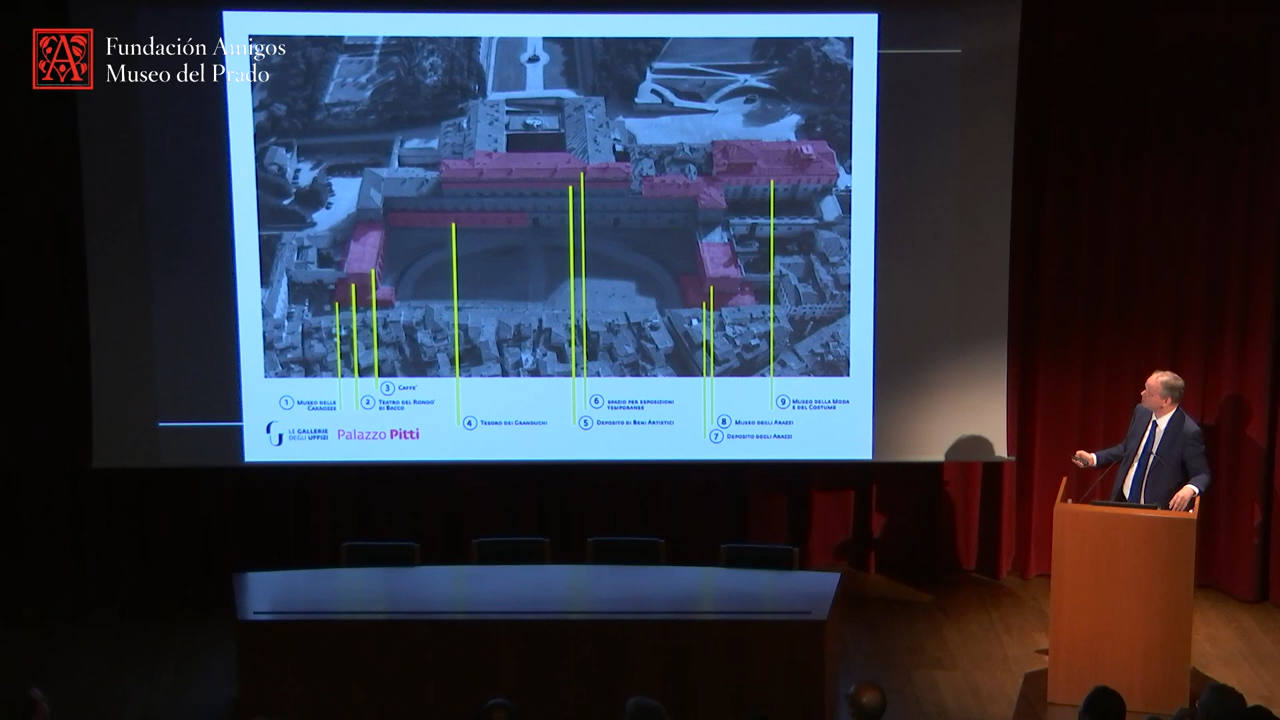 Fundación Amigos
Museo del Prado
1 MUSEO DELLE
CARROZZE
2 TEATRO DEL RONDO'
DI BACCO
3 CAFFE'
4 TESORO DEI GRANDUCHI
5 DEPOSITO DI BENI ARTISTICI
6 SPAZIO PER ESPOSIZIONI
TEMPORANEE
7 DEPOSITO DEGLI ARAZZI
8 MUSEO DEGLI ARAZZI
9 MUSEO DELLA MODA
E DEL COSTUME
LE GALLERIE
DEGLI UFFIZI
Palazzo Pitti